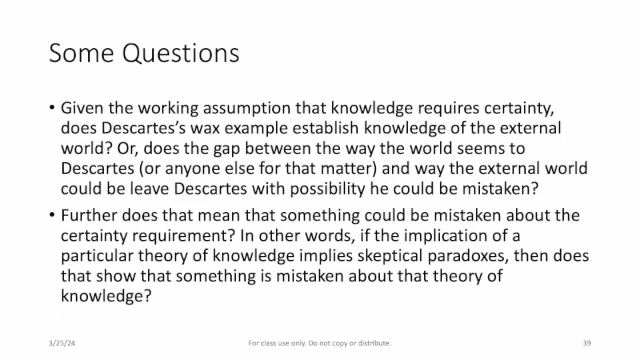 Some Questions
• Given the working assumption that knowledge requires certainty,
does Descartes's wax example establish knowledge of the external
world? Or, does the gap between the way the world seems to
Descartes (or anyone else for that matter) and way the external world
could be leave Descartes with possibility he could be mistaken?
• Further does that mean that something could be mistaken about the
certainty requirement? In other words, if the implication of a
particular theory of knowledge implies skeptical paradoxes, then does
that show that something is mistaken about that theory of
knowledge?
3/25/24 For class use only. Do not copy or distribute. 39